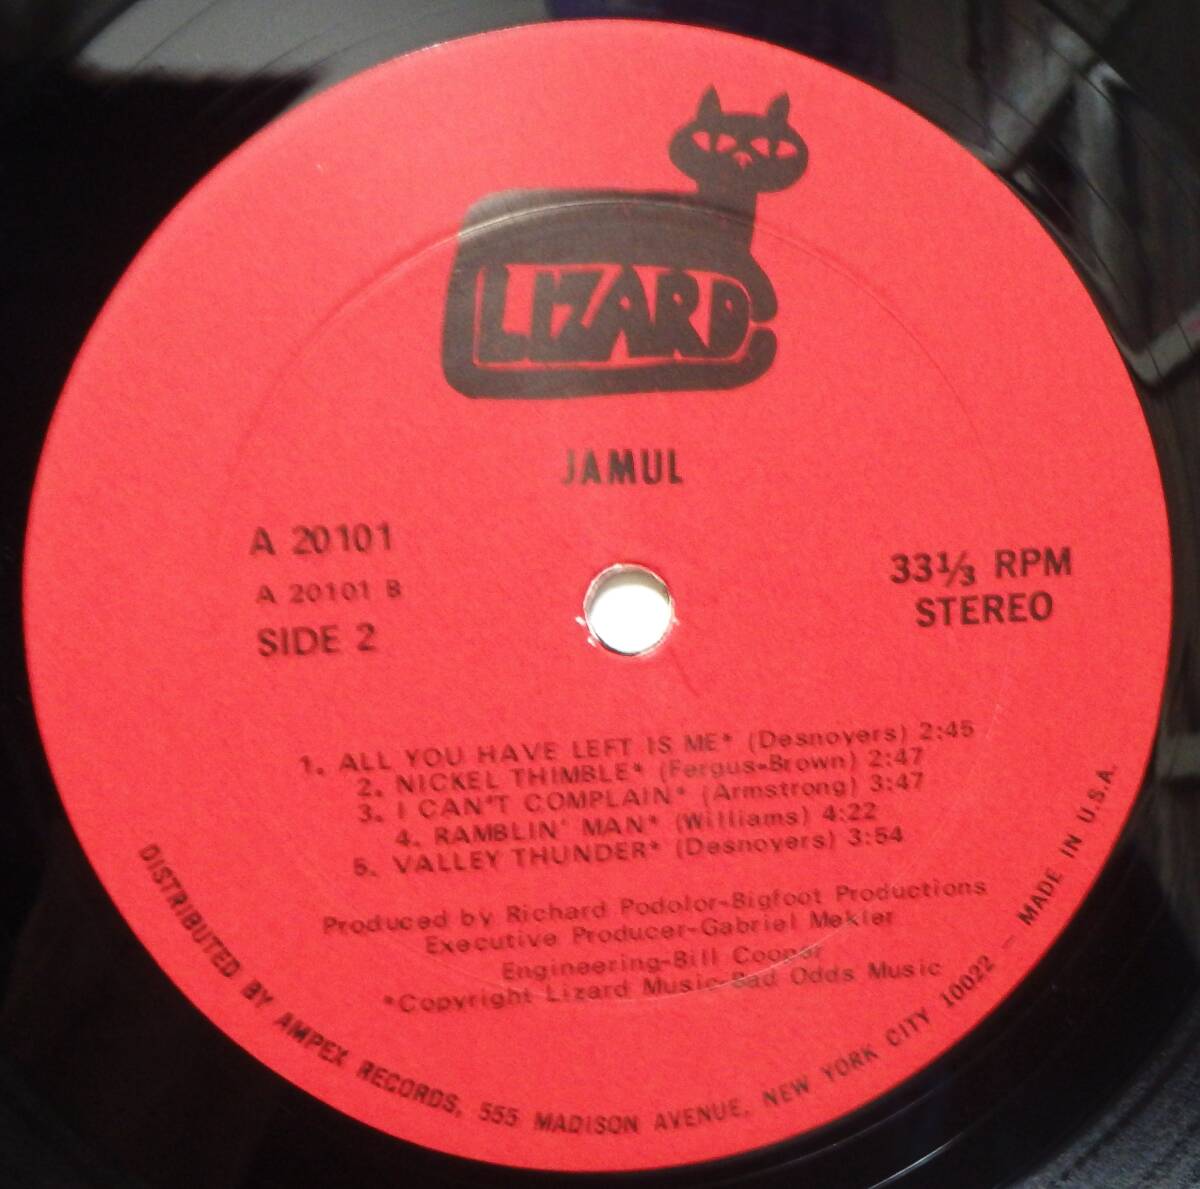 LIZARD
JAMUL
A 20101
A 20101 B
SIDE 2
33⅓ RPM
STEREO
1. ALL YOU HAVE LEFT IS ME* (Desnoyers) 2:45
2. NICKEL THIMBLE* (Fergus-Brown) 2:47
3. I CAN'T COMPLAIN* (Armstrong) 3:47
4. RAMBLIN' MAN* (Williams) 4:22
5. VALLEY THUNDER* (Desnoyers) 3:54
Produced by Richard Podolor-Bigfoot Productions
Executive Producer-Gabriel Mekler
Engineering-Bill Cooper
*Copyright Lizard Music-Bad Odds Music
DISTRIBUTED BY AMPEX RECORDS, 555 MADISON AVENUE, NEW YORK CITY 10022 — MADE IN U.S.A.